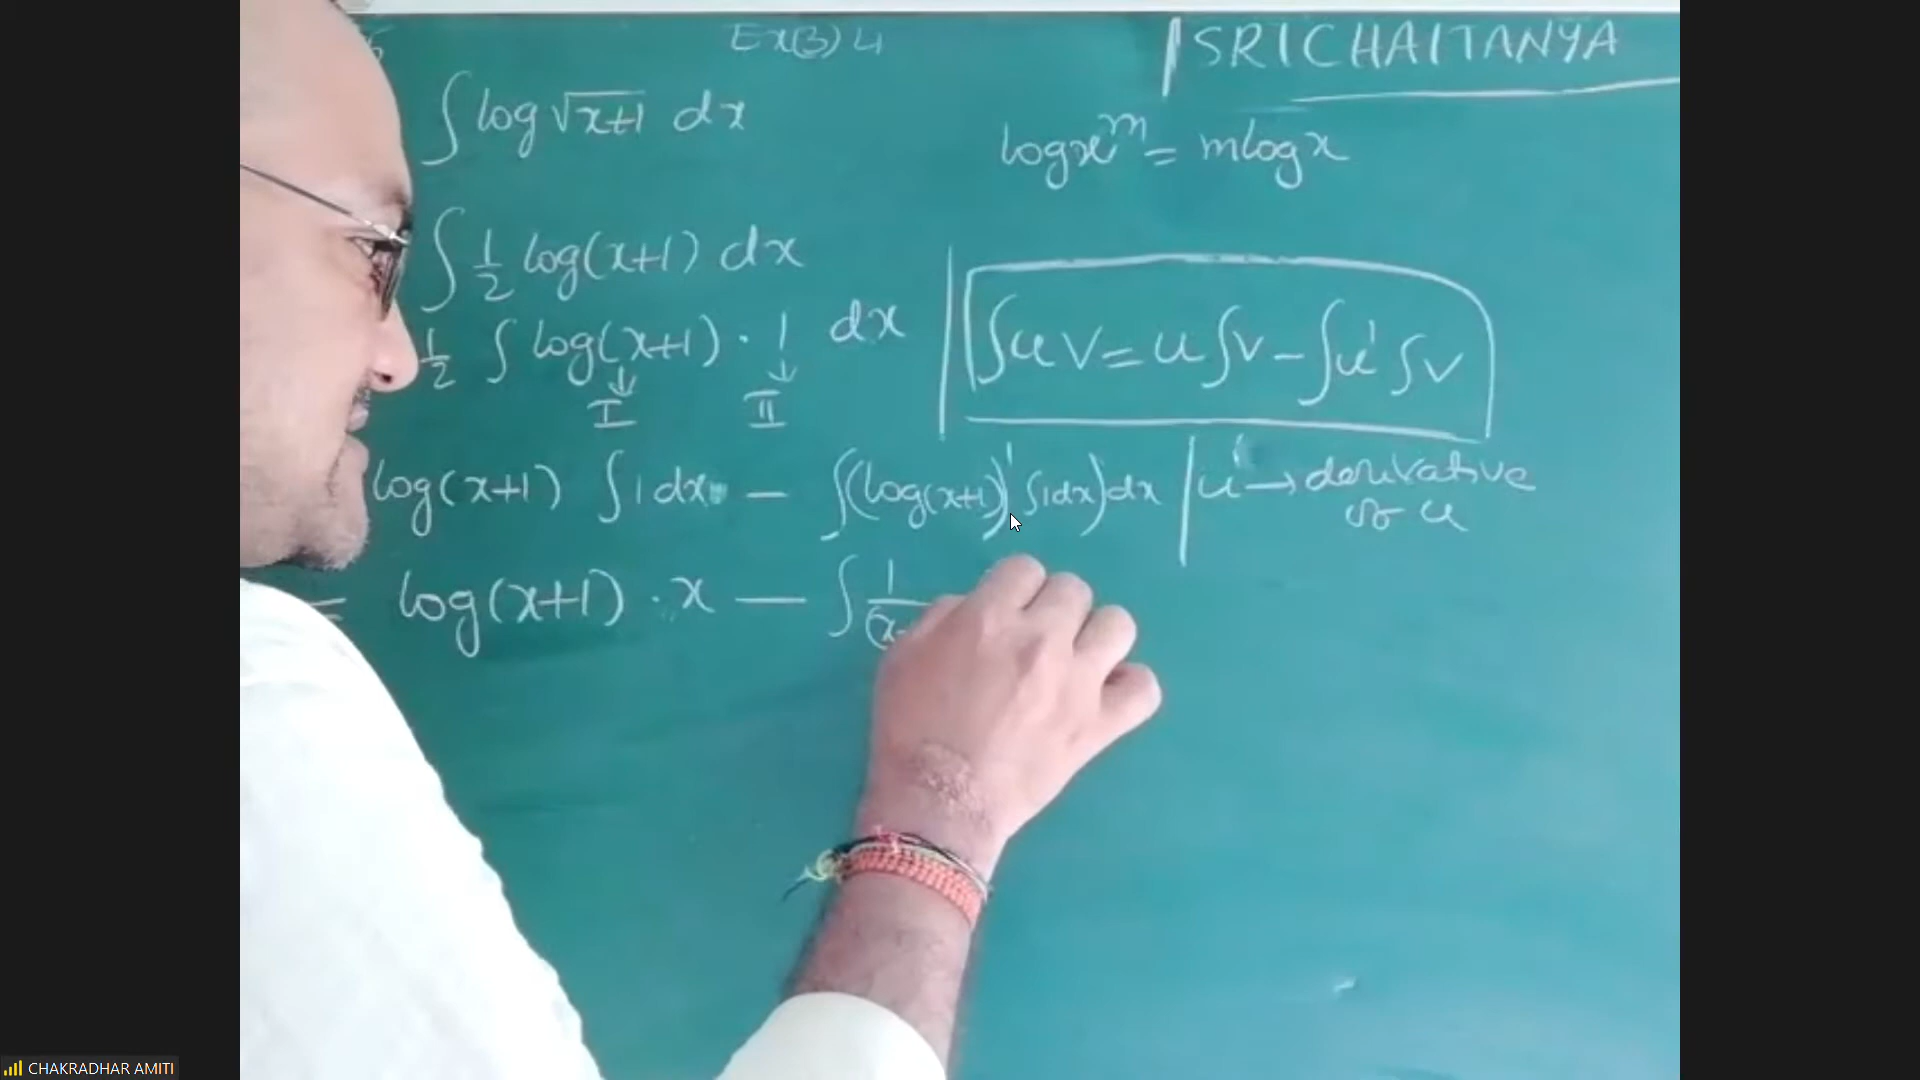 Ex(3) 4
SRICHAITANYA
∫ log √x+1 dx
log x^m = m log x
∫ 1/2 log(x+1) dx
1/2 ∫ log(x+1) · 1 dx
I II
∫uv = u∫v - ∫u'∫v
log(x+1) ∫1dx - ∫(log(x+1))' ∫1dx)dx
u' → derivative
of u
= log(x+1) · x - ∫ 1/(x
CHAKRADHAR AMITI